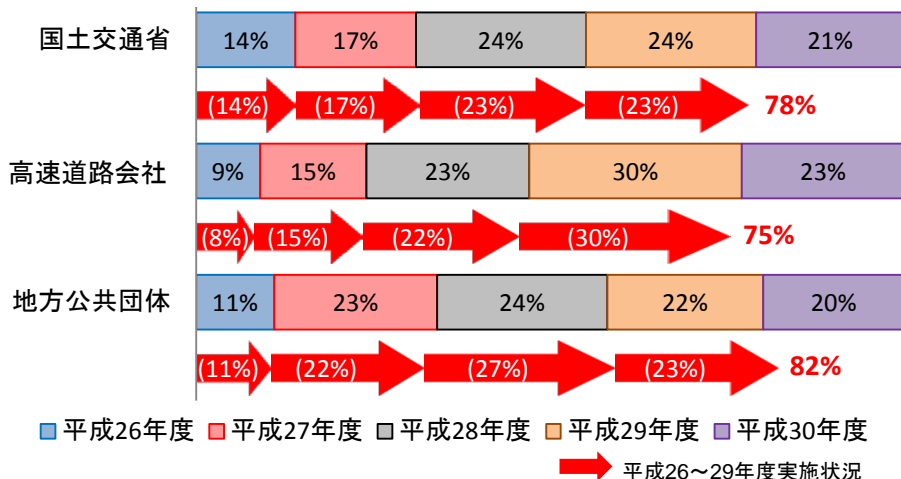 国土交通省 14% 17% 24% 24% 21%
(14%) (17%) (23%) (23%) 78%
高速道路会社 9% 15% 23% 30% 23%
(8%) (15%) (22%) (30%) 75%
地方公共団体 11% 23% 24% 22% 20%
(11%) (22%) (27%) (23%) 82%
平成26年度 平成27年度 平成28年度 平成29年度 平成30年度
平成26～29年度実施状況